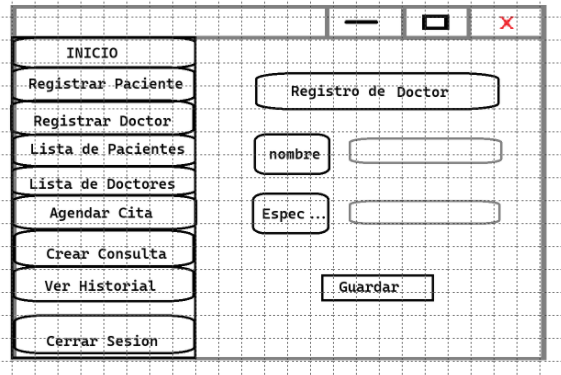 INICIO
Registrar Paciente
Registrar Doctor
Lista de Pacientes
Lista de Doctores
Agendar Cita
Crear Consulta
Ver Historial
Cerrar Sesion
X
Registro de Doctor
nombre
Espec...
Guardar